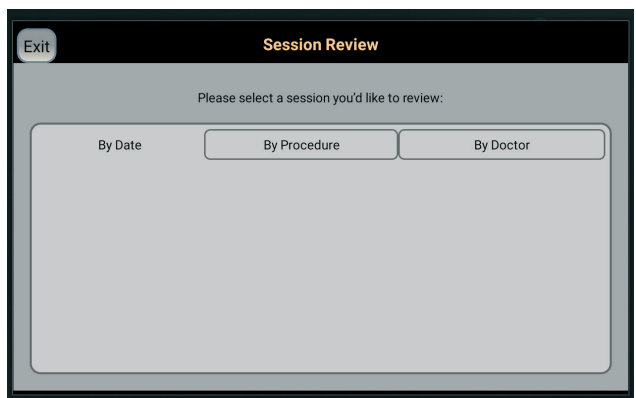 Exit
Session Review
Please select a session you'd like to review:
By Date
By Procedure
By Doctor